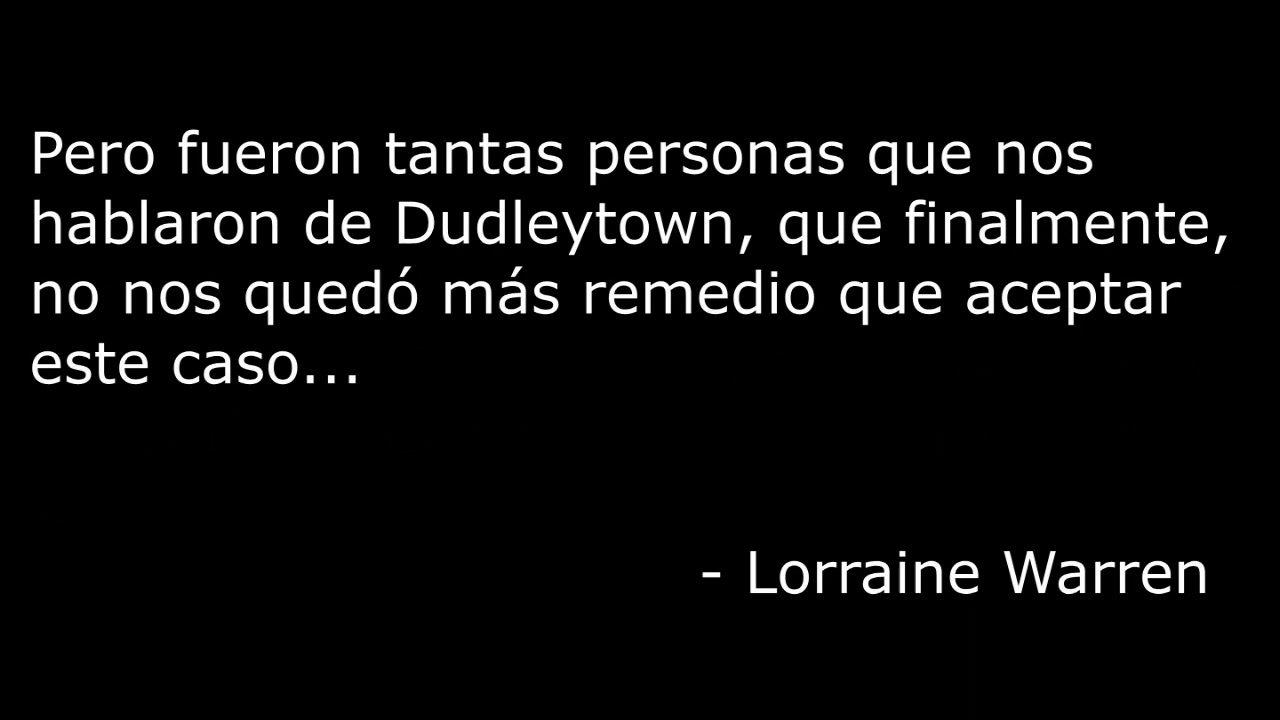 Pero fueron tantas personas que nos
hablaron de Dudleytown, que finalmente,
no nos quedó más remedio que aceptar
este caso...
- Lorraine Warren